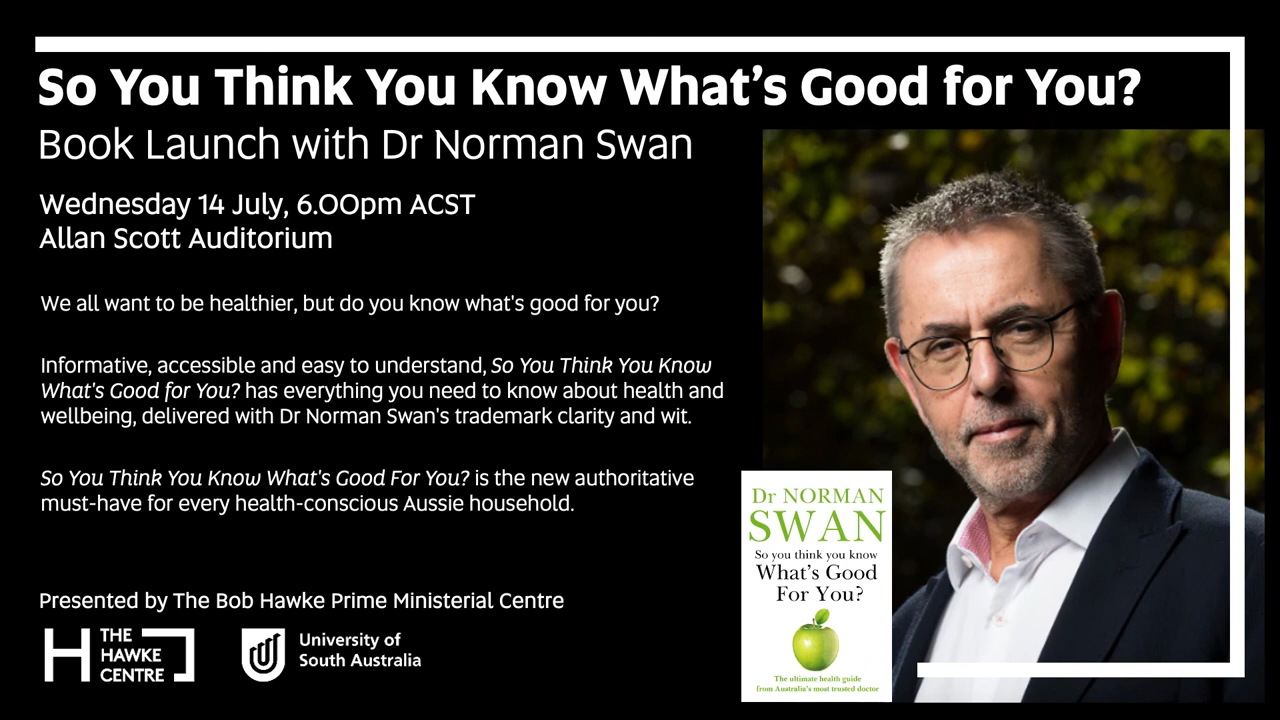 So You Think You Know What's Good for You?
Book Launch with Dr Norman Swan
Wednesday 14 July, 6.00pm ACST
Allan Scott Auditorium
We all want to be healthier, but do you know what's good for you?
Informative, accessible and easy to understand, So You Think You Know
What's Good for You? has everything you need to know about health and
wellbeing, delivered with Dr Norman Swan's trademark clarity and wit.
So You Think You Know What's Good For You? is the new authoritative
must-have for every health-conscious Aussie household.
Presented by The Bob Hawke Prime Ministerial Centre
THE
HAWKE
CENTRE
University of
South Australia
Dr NORMAN
SWAN
So you think you know
What's Good
For You?
The ultimate health guide
from Australia's most trusted doctor